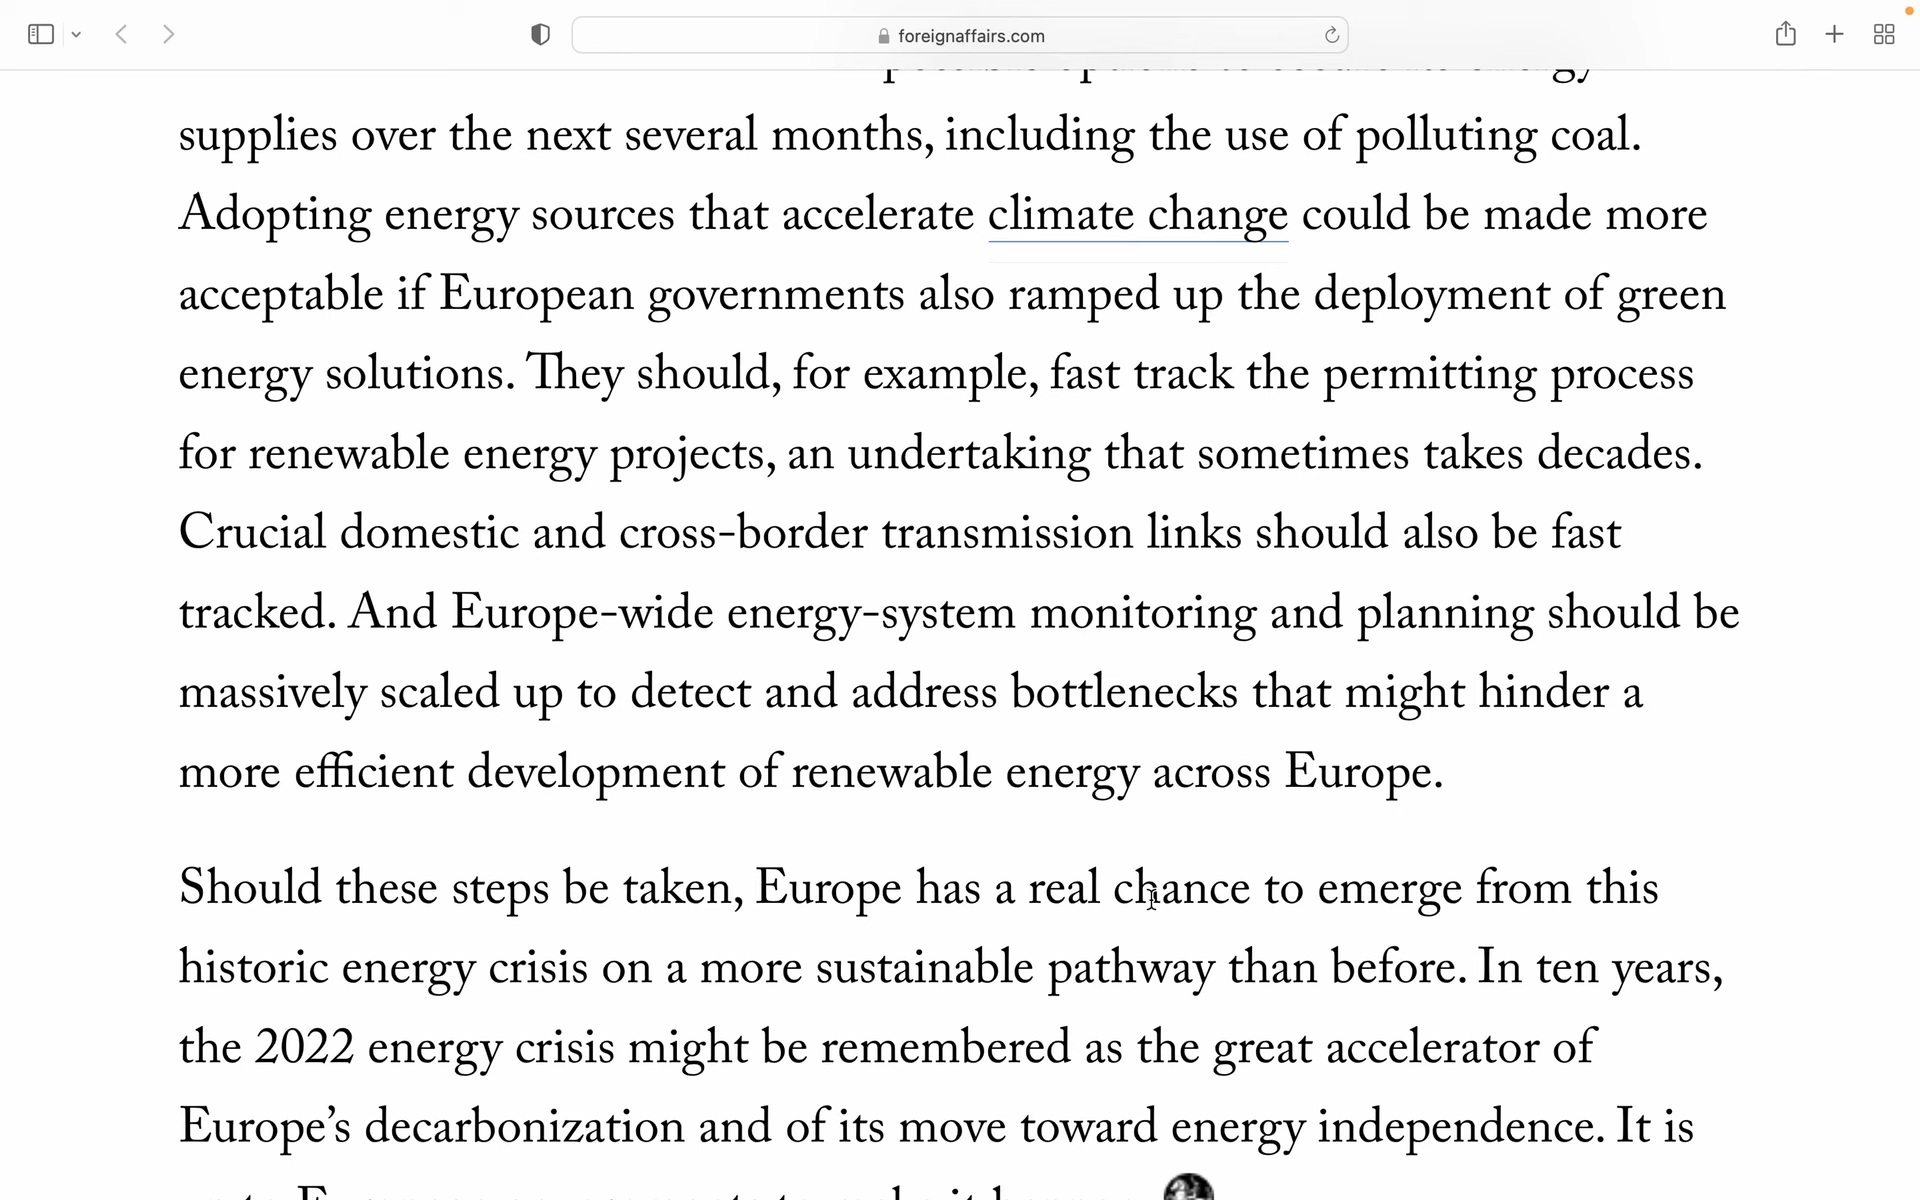 foreignaffairs.com
supplies over the next several months, including the use of polluting coal.
Adopting energy sources that accelerate climate change could be made more
acceptable if European governments also ramped up the deployment of green
energy solutions. They should, for example, fast track the permitting process
for renewable energy projects, an undertaking that sometimes takes decades.
Crucial domestic and cross-border transmission links should also be fast
tracked. And Europe-wide energy-system monitoring and planning should be
massively scaled up to detect and address bottlenecks that might hinder a
more efficient development of renewable energy across Europe.
Should these steps be taken, Europe has a real chance to emerge from this
historic energy crisis on a more sustainable pathway than before. In ten years,
the 2022 energy crisis might be remembered as the great accelerator of
Europe’s decarbonization and of its move toward energy independence. It is